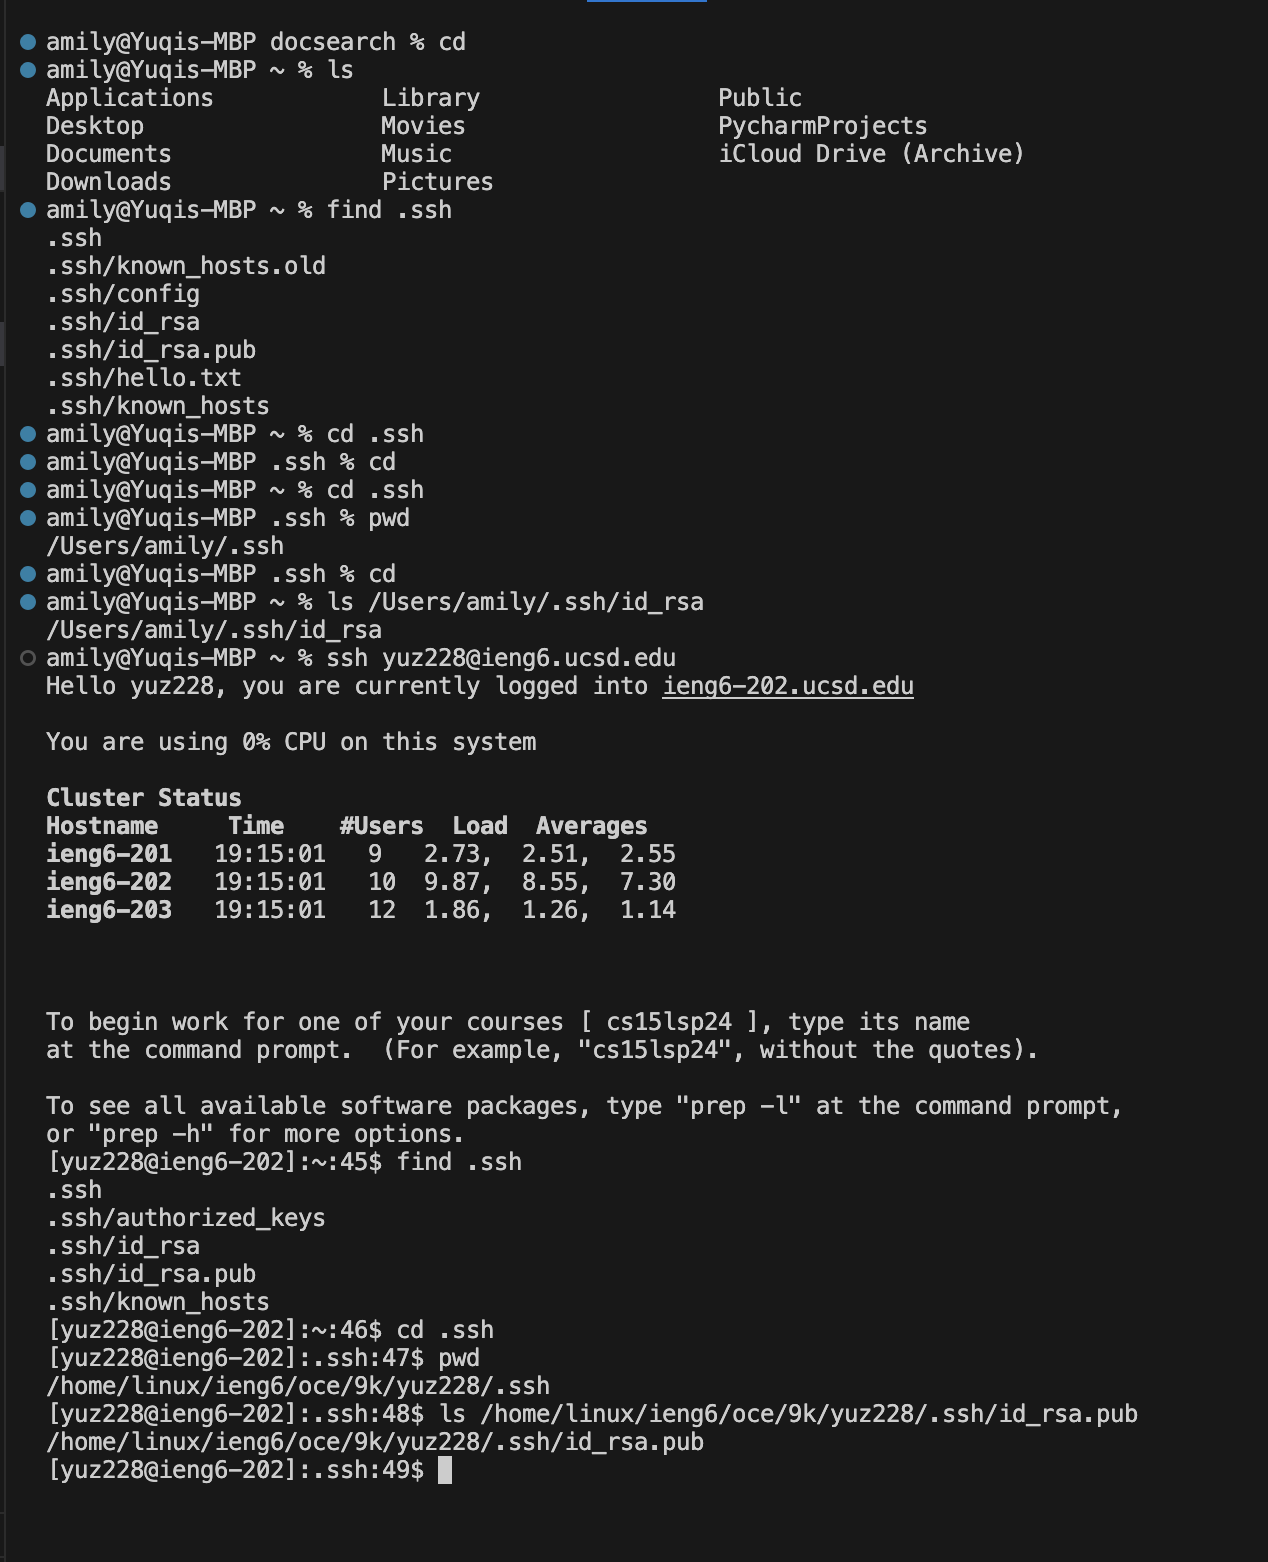 amily@Yuqis-MBP docsearch % cd
amily@Yuqis-MBP ~ % ls
Applications Library Public
Desktop Movies PycharmProjects
Documents Music iCloud Drive (Archive)
Downloads Pictures
amily@Yuqis-MBP ~ % find .ssh
.ssh
.ssh/known_hosts.old
.ssh/config
.ssh/id_rsa
.ssh/id_rsa.pub
.ssh/hello.txt
.ssh/known_hosts
amily@Yuqis-MBP ~ % cd .ssh
amily@Yuqis-MBP .ssh % cd
amily@Yuqis-MBP ~ % cd .ssh
amily@Yuqis-MBP .ssh % pwd
/Users/amily/.ssh
amily@Yuqis-MBP .ssh % cd
amily@Yuqis-MBP ~ % ls /Users/amily/.ssh/id_rsa
/Users/amily/.ssh/id_rsa
amily@Yuqis-MBP ~ % ssh yuz228@ieng6.ucsd.edu
Hello yuz228, you are currently logged into ieng6-202.ucsd.edu
You are using 0% CPU on this system
Cluster Status
Hostname Time #Users Load Averages
ieng6-201 19:15:01 9 2.73, 2.51, 2.55
ieng6-202 19:15:01 10 9.87, 8.55, 7.30
ieng6-203 19:15:01 12 1.86, 1.26, 1.14
To begin work for one of your courses [ cs15lsp24 ], type its name
at the command prompt. (For example, "cs15lsp24", without the quotes).
To see all available software packages, type "prep -l" at the command prompt,
or "prep -h" for more options.
[yuz228@ieng6-202]:~:45$ find .ssh
.ssh
.ssh/authorized_keys
.ssh/id_rsa
.ssh/id_rsa.pub
.ssh/known_hosts
[yuz228@ieng6-202]:~:46$ cd .ssh
[yuz228@ieng6-202]:.ssh:47$ pwd
/home/linux/ieng6/oce/9k/yuz228/.ssh
[yuz228@ieng6-202]:.ssh:48$ ls /home/linux/ieng6/oce/9k/yuz228/.ssh/id_rsa.pub
/home/linux/ieng6/oce/9k/yuz228/.ssh/id_rsa.pub
[yuz228@ieng6-202]:.ssh:49$